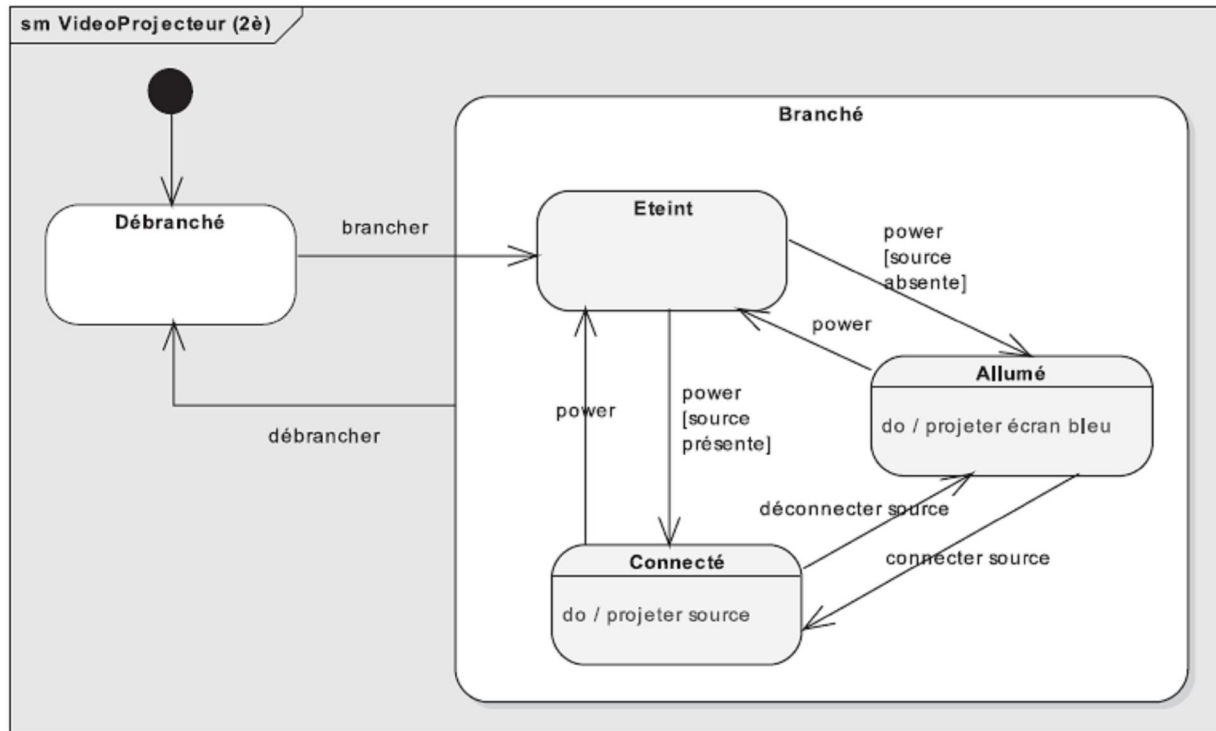 sm VideoProjecteur (2è)
Branché
Débranché
brancher
Eteint
power
[source
absente]
power
Allumé
do / projeter écran bleu
power
power
[source
présente]
débrancher
déconnecter source
connecter source
Connecté
do / projeter source